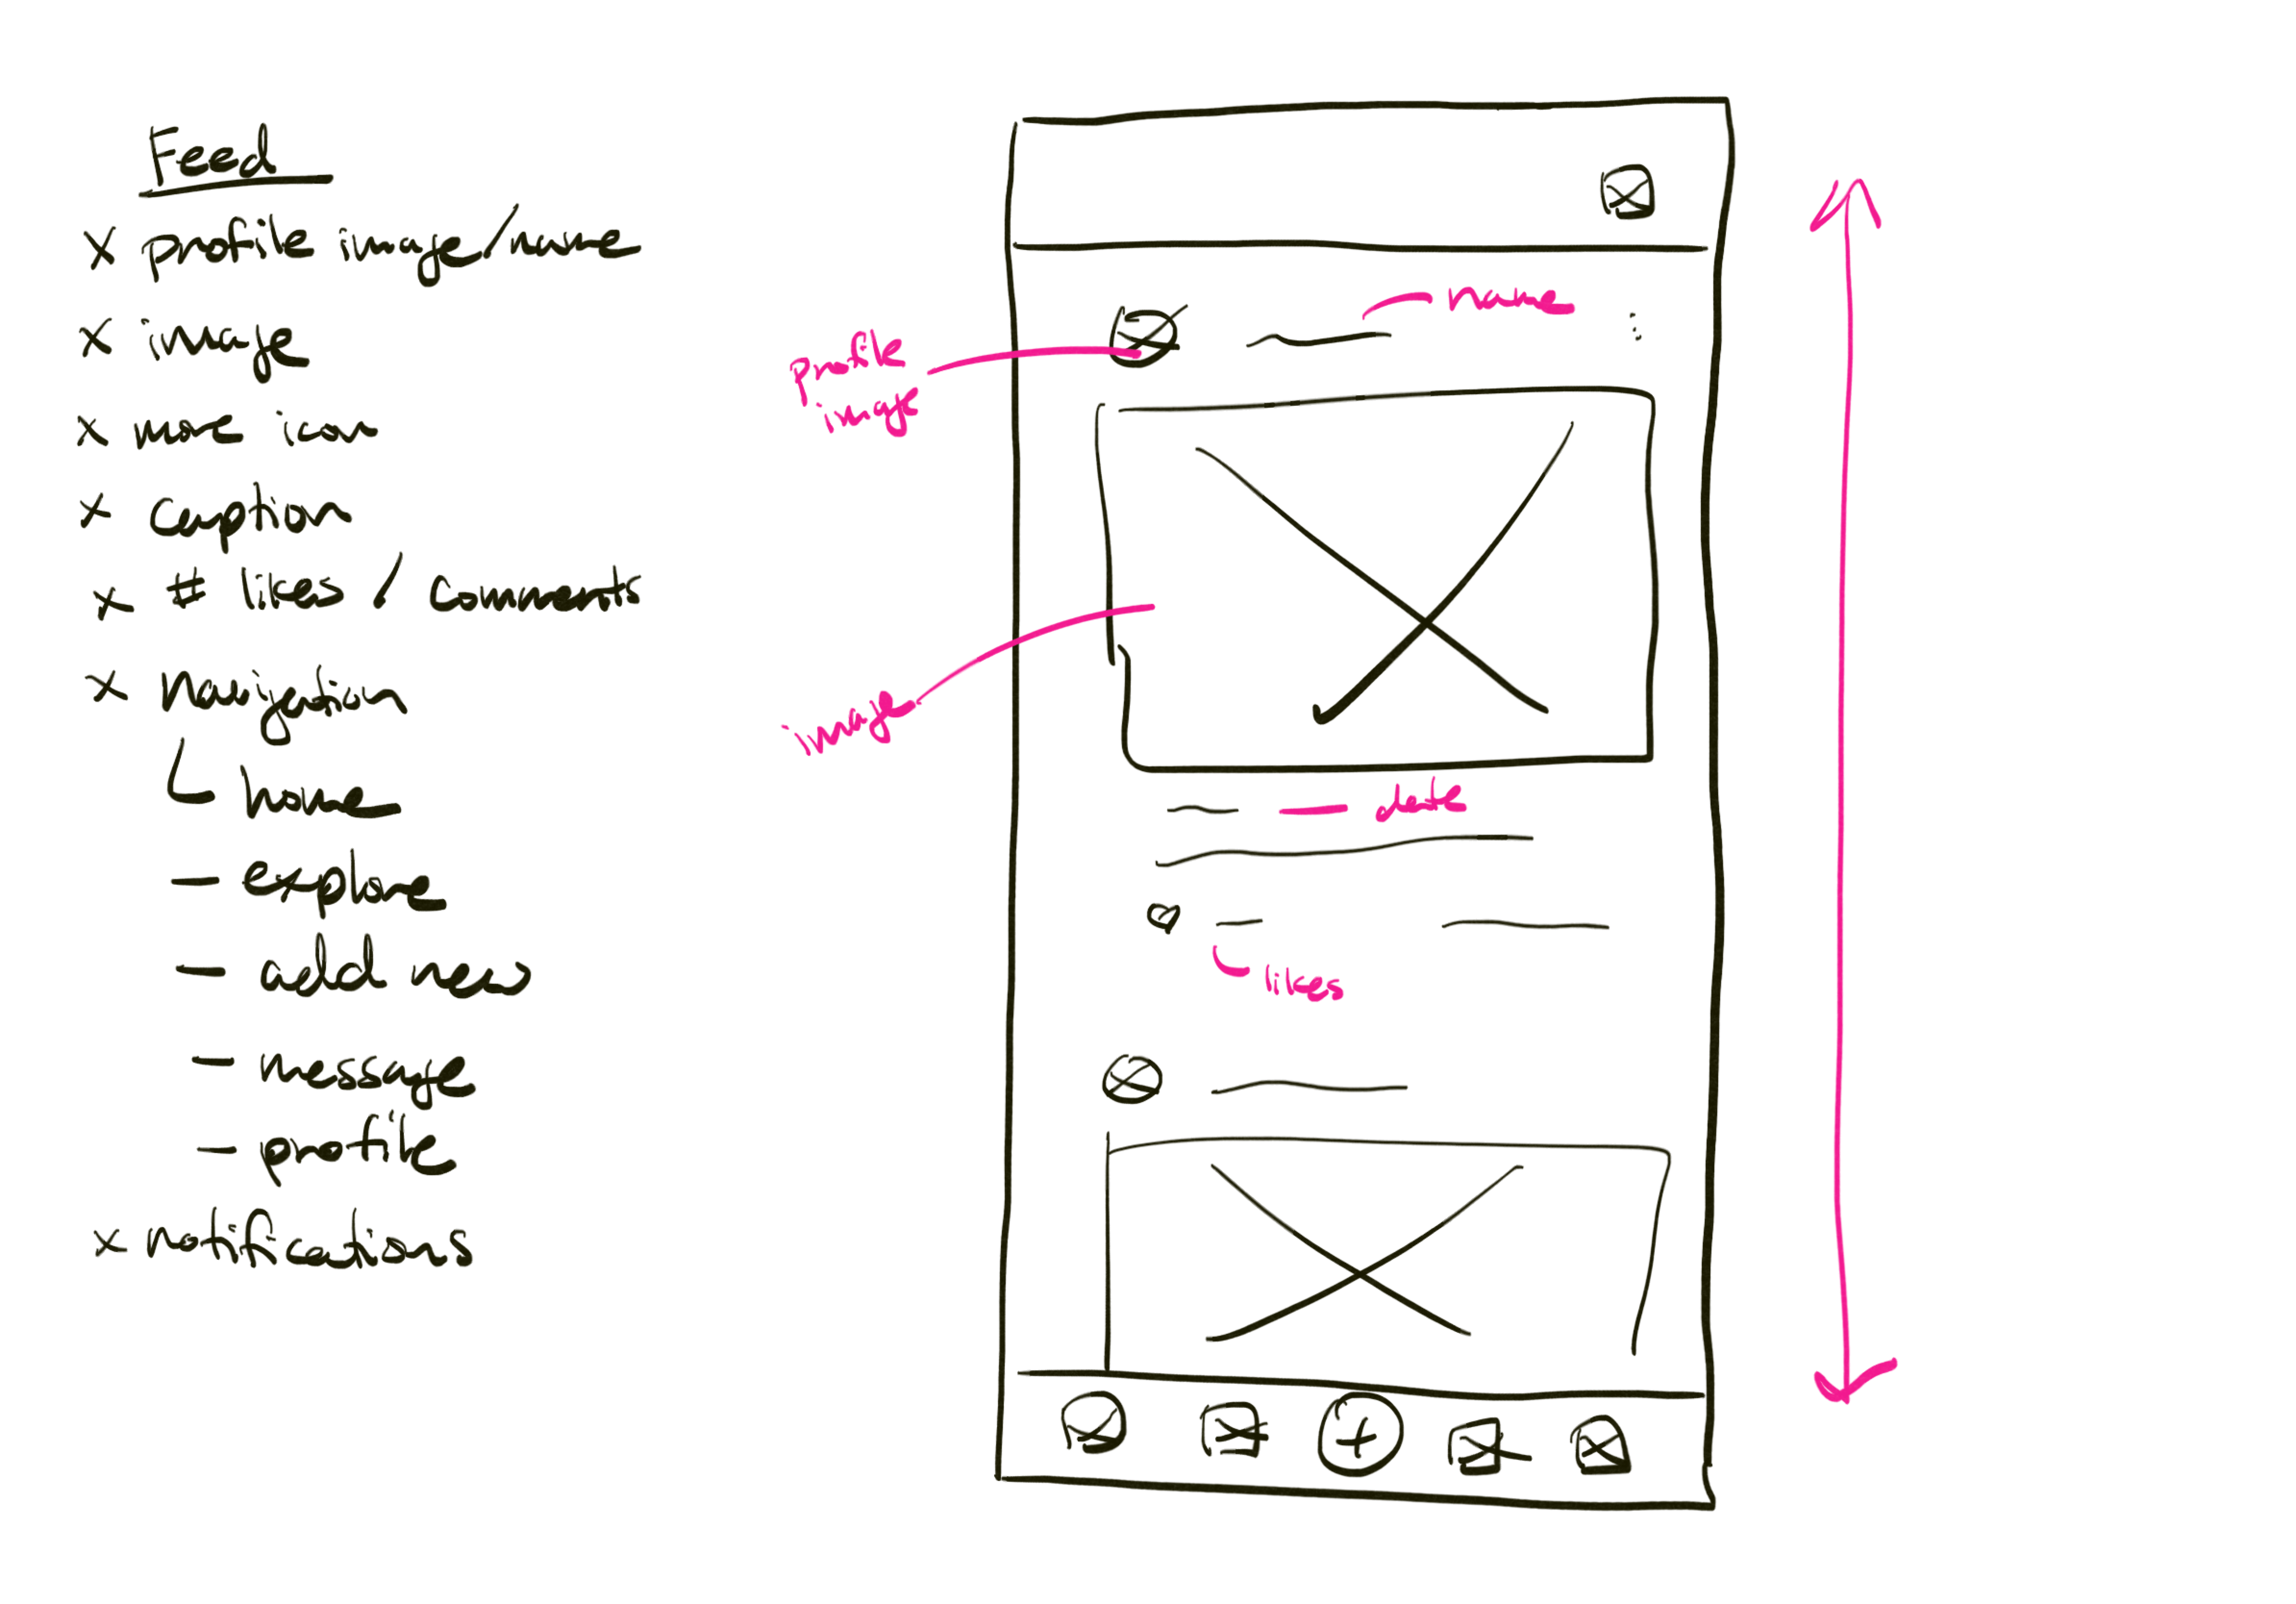 Feed
x profile image/name
x image
x more icon
x caption
x # likes / comments
x Navigation
home
- explore
- add new
- message
- profile
x notifications
name
profile
image
image
date
likes